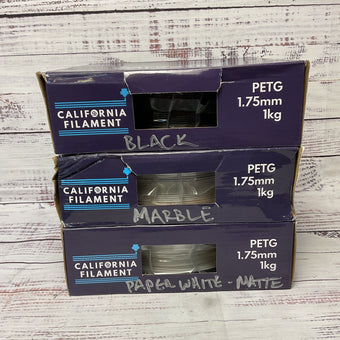 CALIFORNIA
FILAMENT
PETG
1.75mm
1kg
BLACK
CALIFORNIA
FILAMENT
PETG
1.75mm
1kg
MARBLE
CALIFORNIA
FILAMENT
PETG
1.75mm
1kg
PAPER WHITE - MATTE